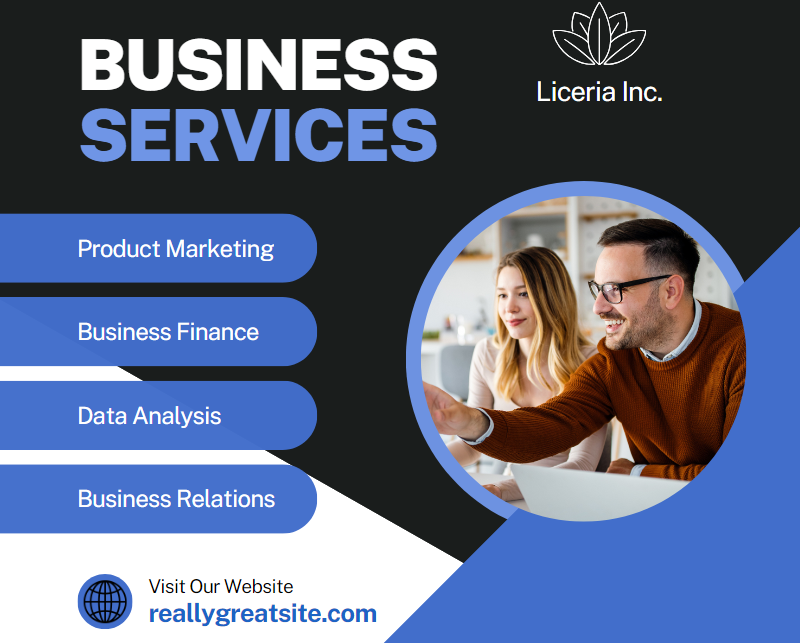 BUSINESS
SERVICES
Liceria Inc.
Product Marketing
Business Finance
Data Analysis
Business Relations
Visit Our Website
reallygreatsite.com